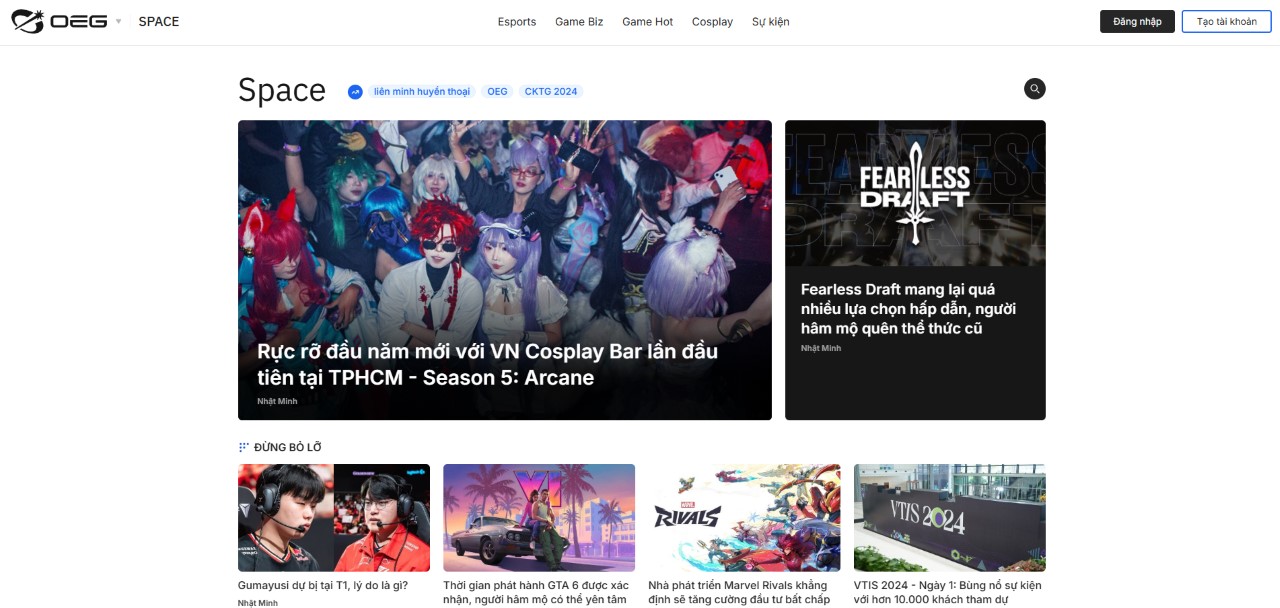 OEG SPACE Esports Game Biz Game Hot Cosplay Sự kiện Đăng nhập Tạo tài khoản
Space liên minh huyền thoại OEG CKTG 2024
Rực rỡ đầu năm mới với VN Cosplay Bar lần đầu
tiên tại TPHCM - Season 5: Arcane
Nhật Minh
FEARLESS
DRAFT
Fearless Draft mang lại quá
nhiều lựa chọn hấp dẫn, người
hâm mộ quên thể thức cũ
Nhật Minh
ĐỪNG BỎ LỠ
Gumayusi dự bị tại T1, lý do là gì?
Nhật Minh
VI
Thời gian phát hành GTA 6 được xác
nhận, người hâm mộ có thể yên tâm
MARVEL
RIVALS
Nhà phát triển Marvel Rivals khẳng
định sẽ tăng cường đầu tư bất chấp
VTIS 2024
VTIS 2024 - Ngày 1: Bùng nổ sự kiện
với hơn 10.000 khách tham dự